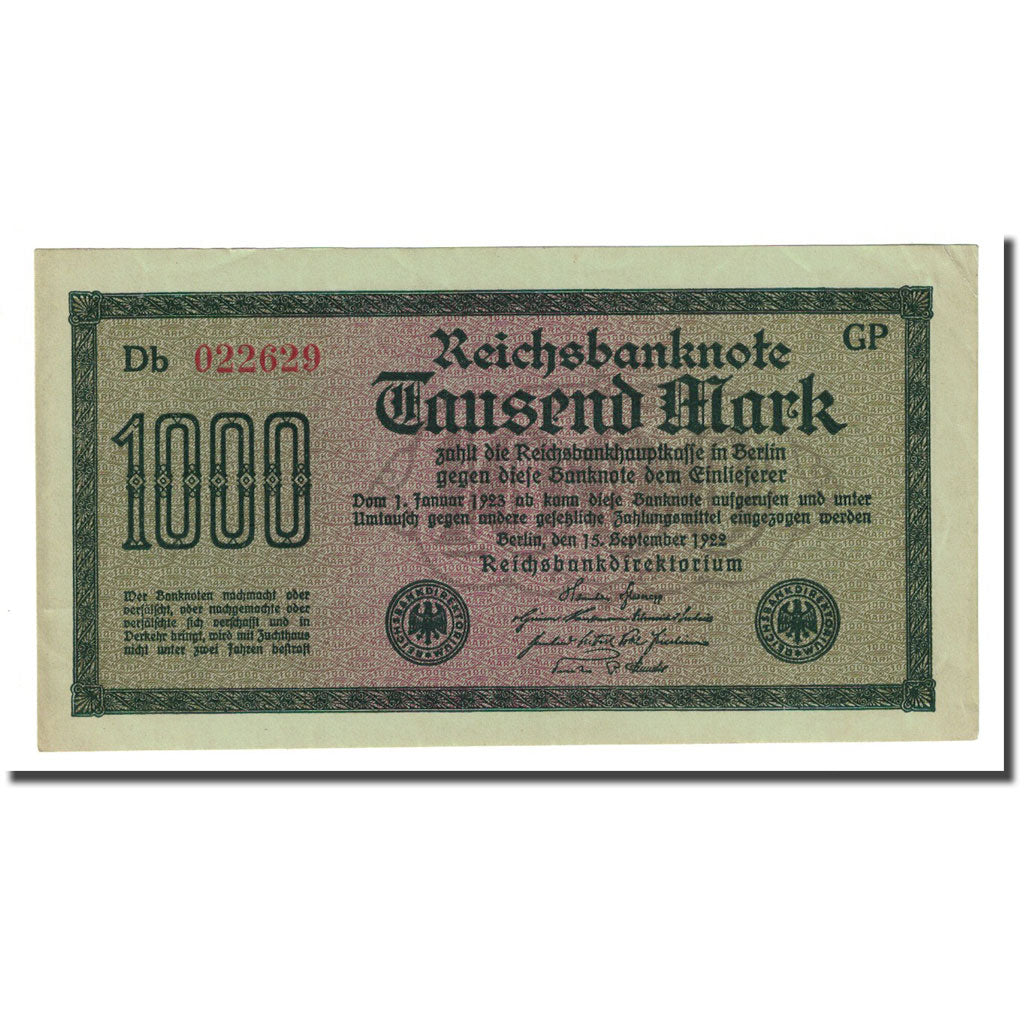 Db 022629
GP
Reichsbanknote
Tausend Mark
1000
zahlt die Reichsbankhauptkasse in Berlin
gegen diese Banknote dem Einlieferer
Vom 1. Januar 1923 ab kann diese Banknote aufgerufen und unter
Umtausch gegen andere gesetzliche Zahlungsmittel eingezogen werden
Berlin, den 15. September 1922
Reichsbankdirektorium
Wer Banknoten nachmacht oder
verfälscht, oder nachgemachte oder
verfälschte sich verschafft und in
Verkehr bringt, wird mit Zuchthaus
nicht unter zwei Jahren bestraft
REICHSBANKDIREKTORIUM
REICHSBANKDIREKTORIUM